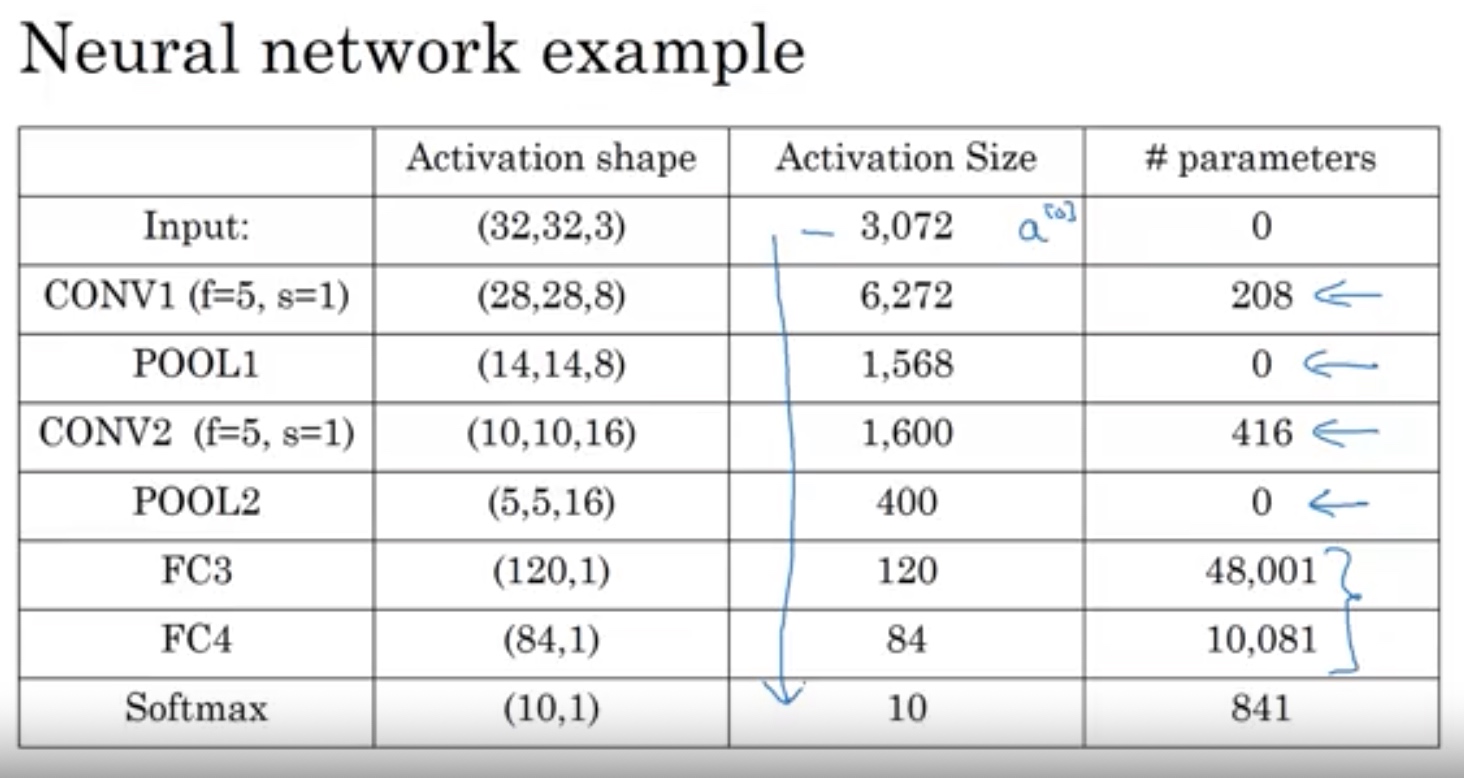 Neural network example
Activation shape Activation Size # parameters
Input: (32,32,3) – 3,072 a[0] 0
CONV1 (f=5, s=1) (28,28,8) 6,272 208 ←
POOL1 (14,14,8) 1,568 0 ←
CONV2 (f=5, s=1) (10,10,16) 1,600 416 ←
POOL2 (5,5,16) 400 0 ←
FC3 (120,1) 120 48,001 }
FC4 (84,1) 84 10,081
Softmax (10,1) 10 841